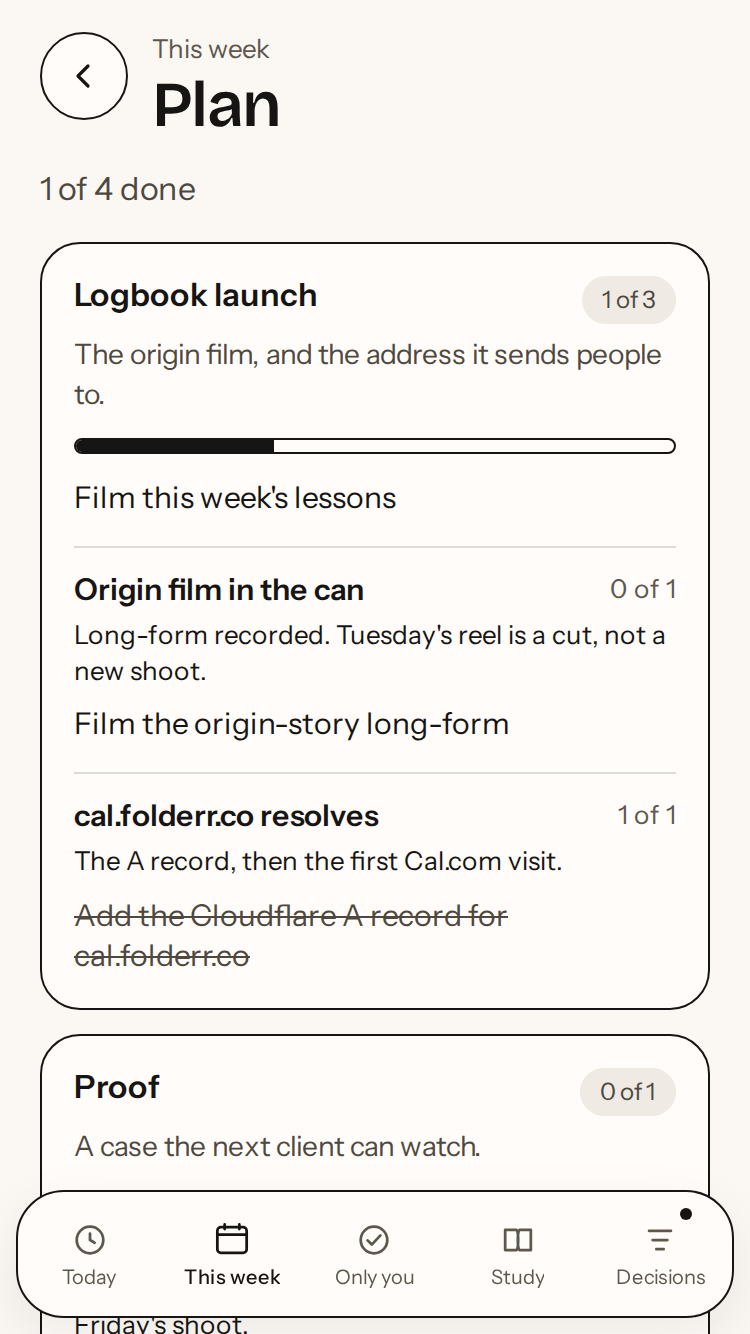 This week
Plan
1 of 4 done
Logbook launch
1 of 3
The origin film, and the address it sends people
to.
Film this week's lessons
Origin film in the can
0 of 1
Long-form recorded. Tuesday's reel is a cut, not a
new shoot.
Film the origin-story long-form
cal.folderr.co resolves
1 of 1
The A record, then the first Cal.com visit.
Add the Cloudflare A record for
cal.folderr.co
Proof
0 of 1
A case the next client can watch.
Today
This week
Only you
Study
Decisions
Friday's shoot.